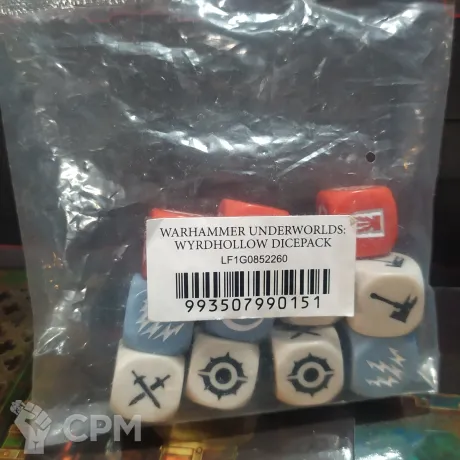 WARHAMMER UNDERWORLDS:
WYRDHOLLOW DICEPACK
LF1G0852260
993507990151
CPM